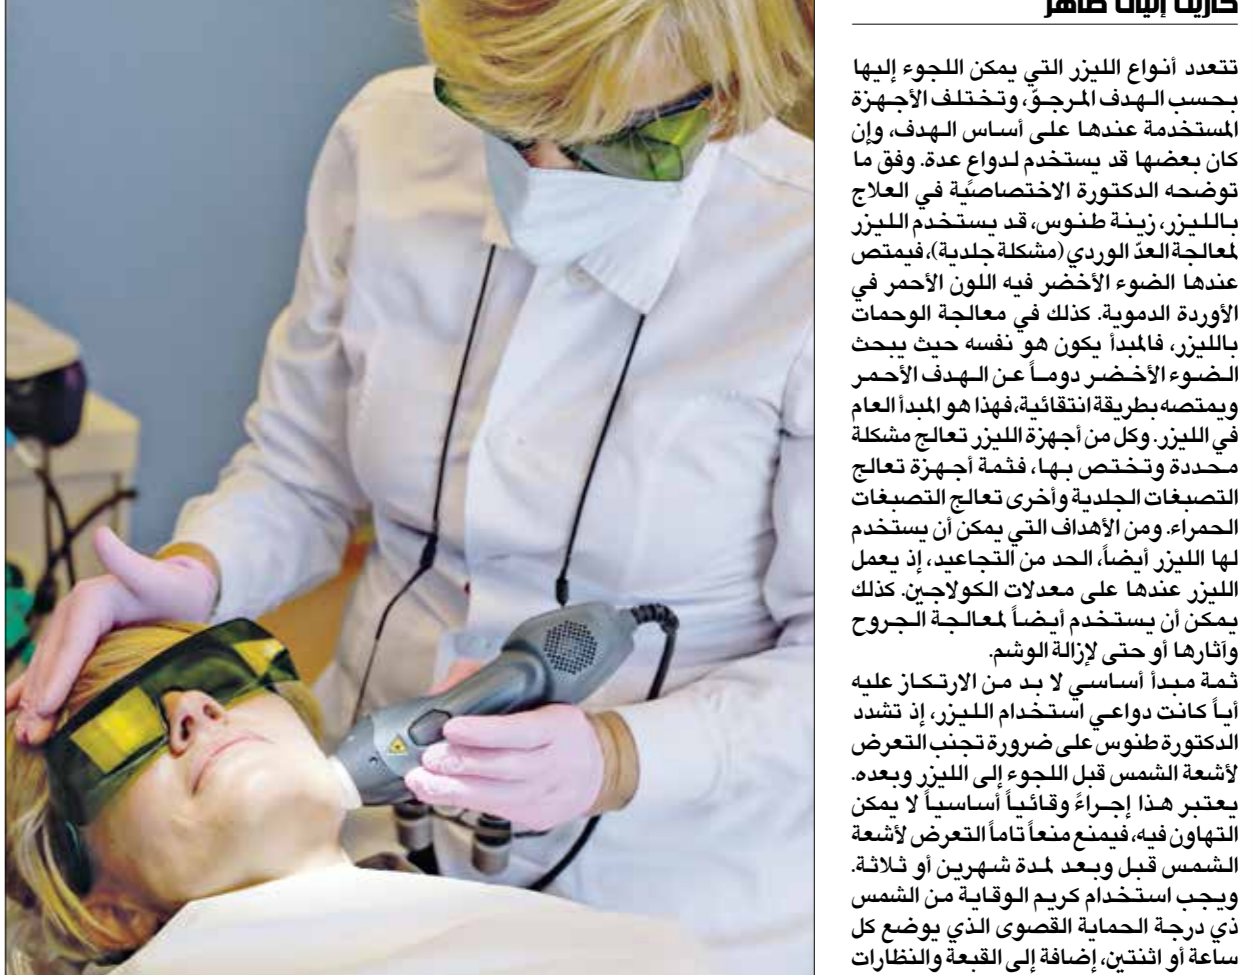 كارين إليان ضاهر
تتعدد أنواع الليزر التي يمكن اللجوء إليها
بحسب الهدف المرجوّ، وتختلف الأجهزة
المستخدمة عندها على أساس الهدف، وإن
كان بعضها قد يستخدم لدواعٍ عدة. وفق ما
توضحه الدكتورة الاختصاصيّة في العلاج
بالليزر، زينة طنوس، قد يستخدم الليزر
لمعالجة العدّ الوردي (مشكلة جلدية)، فيمتص
عندها الضوء الأخضر فيه اللون الأحمر في
الأوردة الدموية. كذلك في معالجة الوحمات
بالليزر، فالمبدأ يكون هو نفسه حيث يبحث
الضوء الأخضر دوماً عن الهدف الأحمر
ويمتصه بطريقة انتقائية، فهذا هو المبدأ العام
في الليزر. وكل من أجهزة الليزر تعالج مشكلة
محددة وتختص بها، فثمة أجهزة تعالج
التصبغات الجلدية وأخرى تعالج التصبغات
الحمراء. ومن الأهداف التي يمكن أن يستخدم
لها الليزر أيضاً، الحد من التجاعيد، إذ يعمل
الليزر عندها على معدلات الكولاجين. كذلك
يمكن أن يستخدم أيضاً لمعالجة الجروح
وآثارها أو حتى لإزالة الوشم.
ثمة مبدأ أساسي لا بد من الارتكاز عليه
أياً كانت دواعي استخدام الليزر، إذ تشدد
الدكتورة طنوس على ضرورة تجنب التعرض
لأشعة الشمس قبل اللجوء إلى الليزر وبعده.
يعتبر هذا إجراءً وقائياً أساسياً لا يمكن
التهاون فيه، فيمنع منعاً تاماً التعرض لأشعة
الشمس قبل وبعد لمدة شهرين أو ثلاثة.
ويجب استخدام كريم الوقاية من الشمس
ذي درجة الحماية القصوى الذي يوضع كل
ساعة أو اثنتين، إضافة إلى القبعة والنظارات